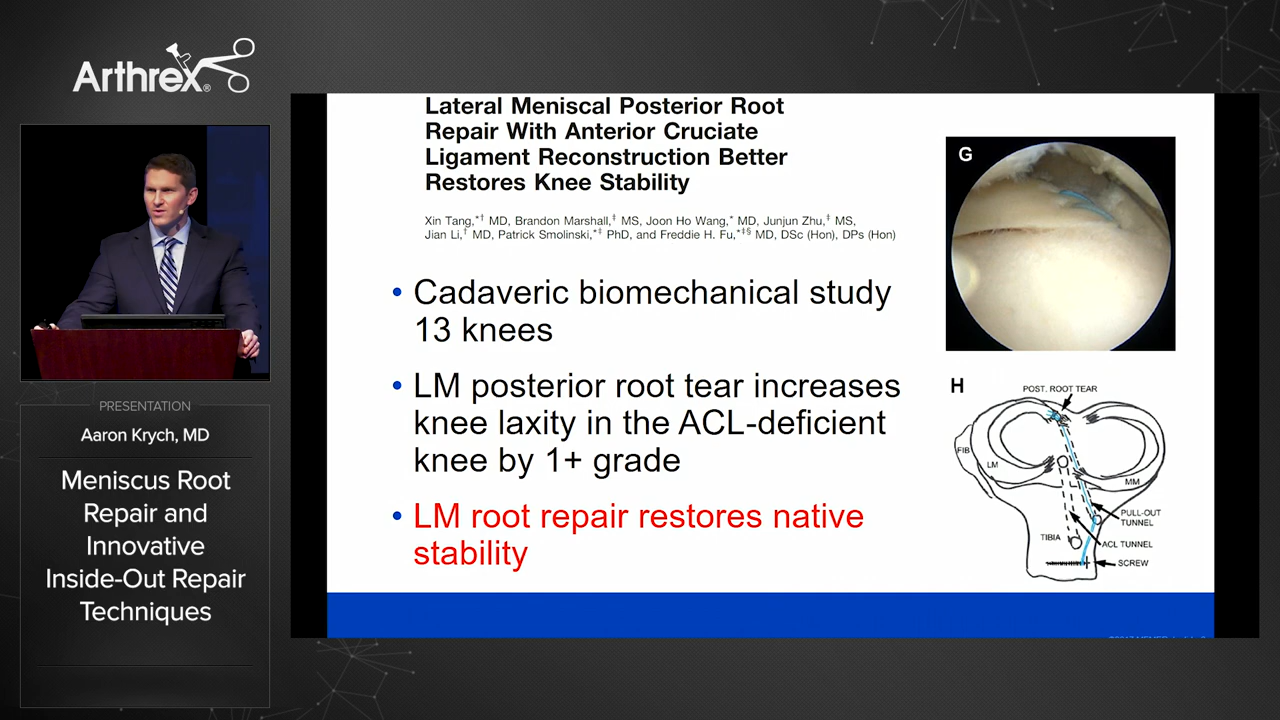 Arthrex®
PRESENTATION
Aaron Krych, MD
Meniscus Root
Repair and
Innovative
Inside-Out Repair
Techniques
Lateral Meniscal Posterior Root
Repair With Anterior Cruciate
Ligament Reconstruction Better
Restores Knee Stability
Xin Tang,*† MD, Brandon Marshall,‡ MS, Joon Ho Wang,* MD, Junjun Zhu,‡ MS,
Jian Li,† MD, Patrick Smolinski,*‡ PhD, and Freddie H. Fu,*‡§ MD, DSc (Hon), DPs (Hon)
• Cadaveric biomechanical study
13 knees
• LM posterior root tear increases
knee laxity in the ACL-deficient
knee by 1+ grade
• LM root repair restores native
stability
G
H
POST. ROOT TEAR
FIB
LM
MM
PULL-OUT
TUNNEL
TIBIA
ACL TUNNEL
SCREW